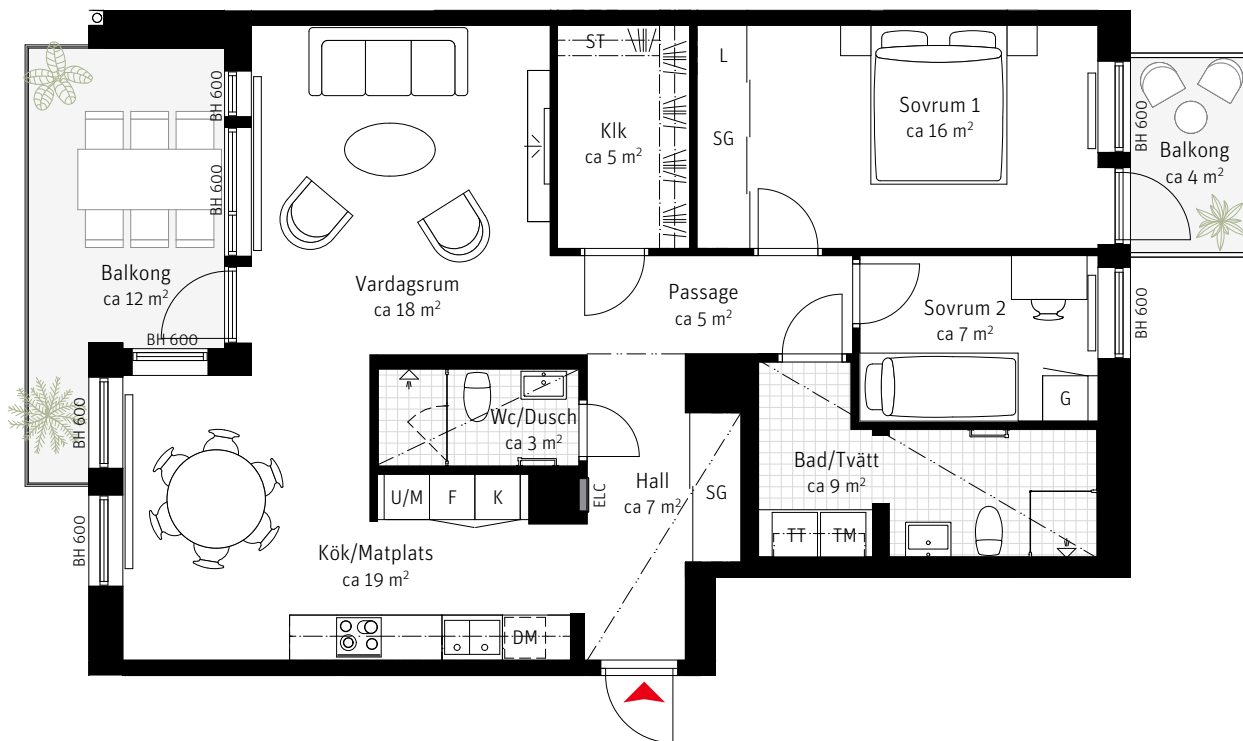 ST
L
SG
Klk
ca 5 m²
Sovrum 1
ca 16 m²
Balkong
ca 4 m²
BH 600
BH 600
BH 600
BH 600
Balkong
ca 12 m²
BH 600
Vardagsrum
ca 18 m²
Passage
ca 5 m²
Sovrum 2
ca 7 m²
G
BH 600
BH 600
Wc/Dusch
ca 3 m²
U/M
F
K
ELC
Hall
ca 7 m²
SG
Bad/Tvätt
ca 9 m²
TT
TM
Kök/Matplats
ca 19 m²
DM